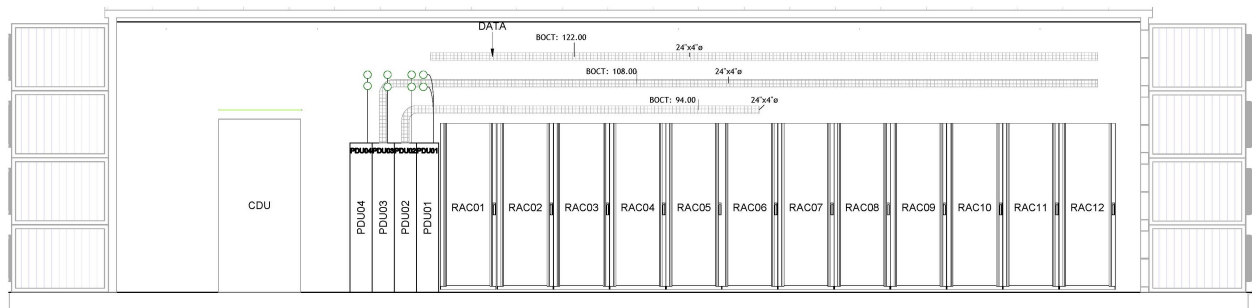 DATA
BOCT: 122.00
24"x4"ø
BOCT: 108.00
24"x4"ø
BOCT: 94.00
24"x4"ø
PDU04
PDU03
PDU02
PDU01
CDU
PDU04
PDU03
PDU02
PDU01
RAC01
RAC02
RAC03
RAC04
RAC05
RAC06
RAC07
RAC08
RAC09
RAC10
RAC11
RAC12